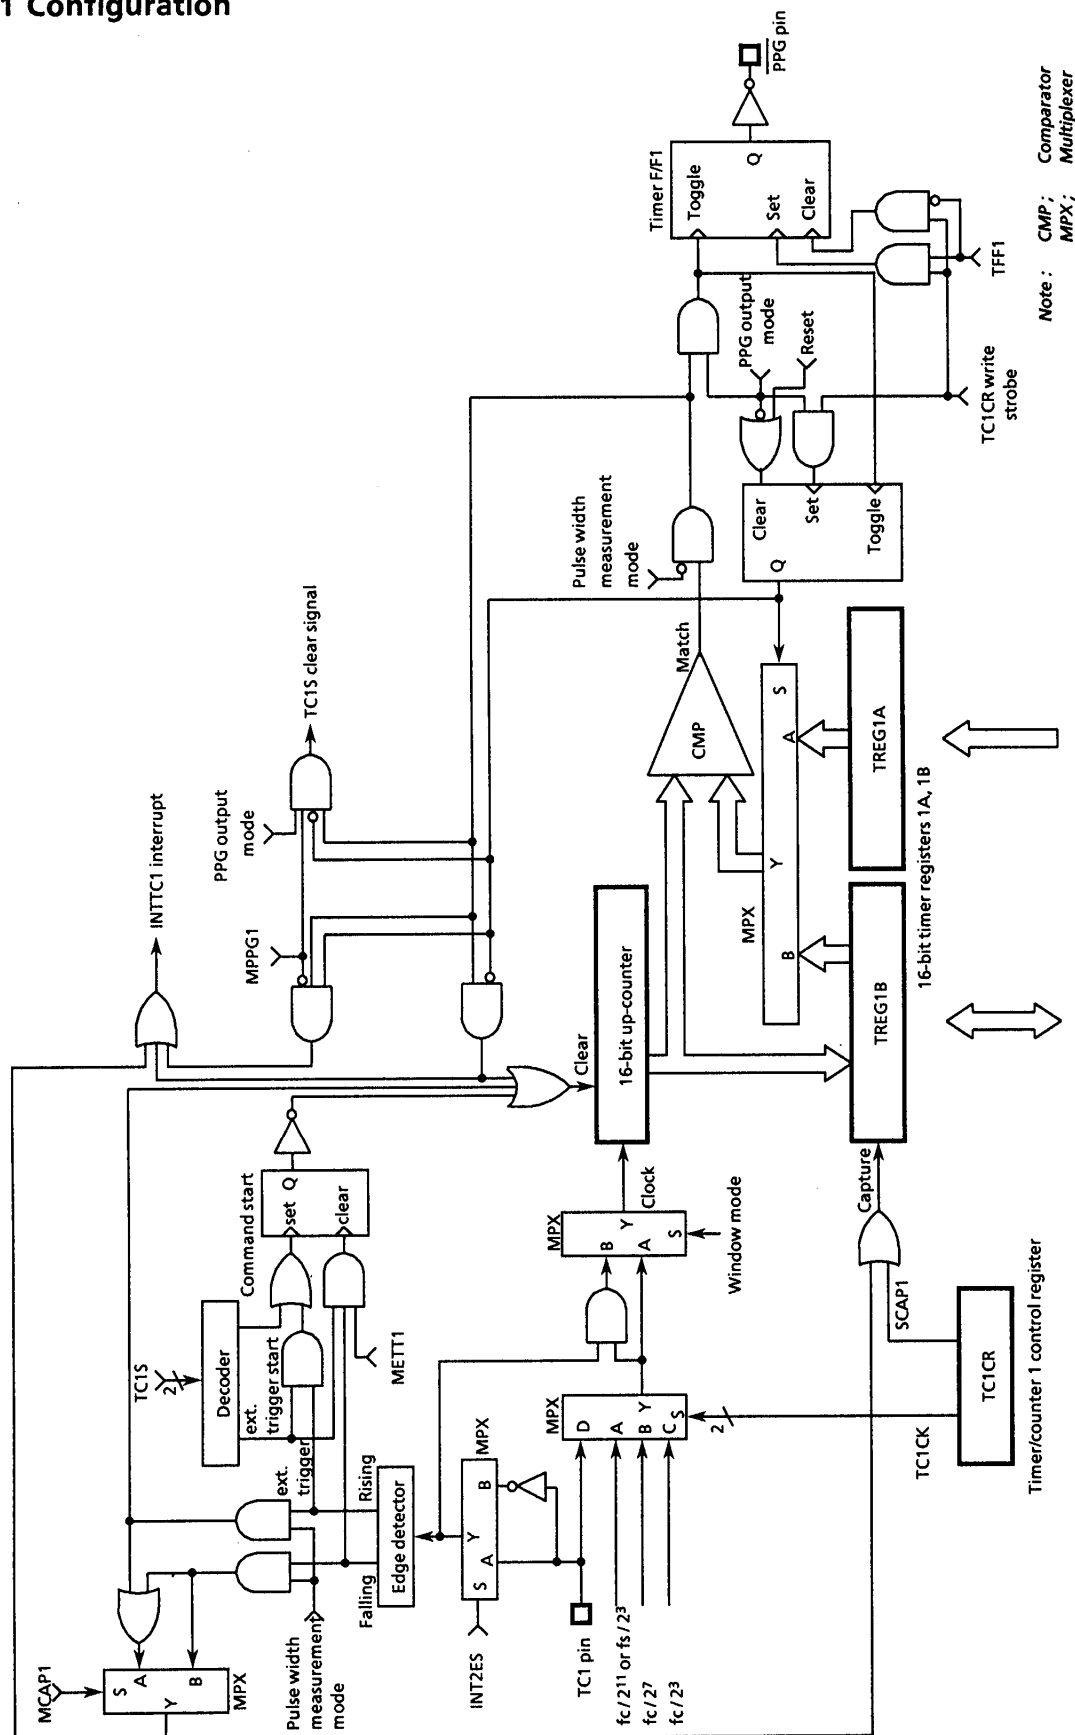 1 Configuration
PPG pin
Timer F/F1
Toggle
Q
Set
Clear
TFF1
Note :
CMP ;
Comparator
MPX ;
Multiplexer
PPG output
mode
Reset
TC1CR write
strobe
Pulse width
measurement
mode
Clear
Set
Toggle
Q
TC1S clear signal
PPG output
mode
INTTC1 interrupt
MPPG1
Match
CMP
S
A
Y
B
MPX
TREG1A
TREG1B
16-bit timer registers 1A, 1B
16-bit up-counter
Clear
Clock
Capture
Command start
set
Q
clear
TC1S
2
Decoder
ext.
trigger start
METT1
MPX
B
Y
A
S
Window mode
SCAP1
TC1CR
Timer/counter 1 control register
TC1CK
2
MPX
D
A
B
Y
C
S
ext.
trigger
Rising
Falling
Edge detector
MPX
B
Y
A
S
INT2ES
TC1 pin
fc / 2¹¹ or fs / 2³
fc / 2⁷
fc / 2³
Pulse width
measurement
mode
MCAP1
S
A
Y
B
MPX